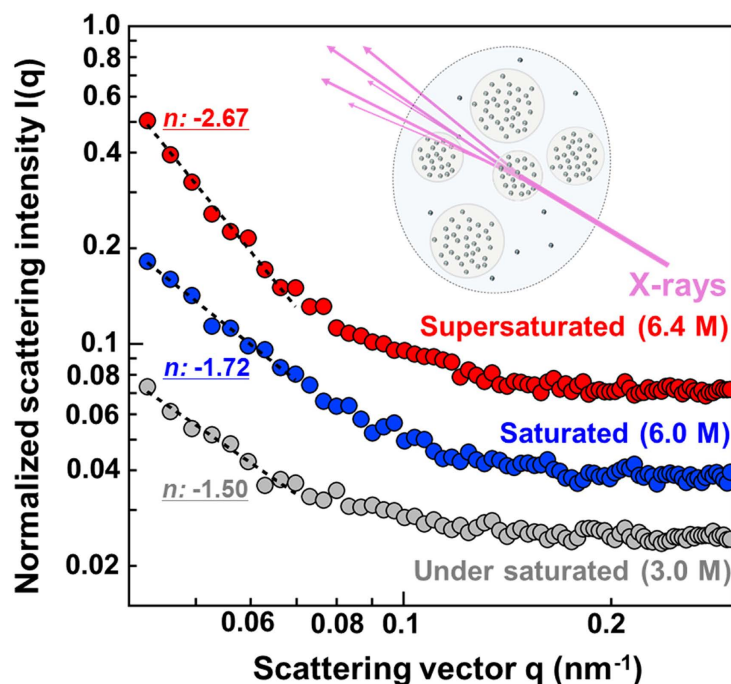 Normalized scattering intensity I(q)
1.0
0.8
0.6
0.4
0.2
0.1
0.08
0.06
0.04
0.02
n: -2.67
n: -1.72
n: -1.50
X-rays
Supersaturated (6.4 M)
Saturated (6.0 M)
Under saturated (3.0 M)
0.06
0.08
0.1
0.2
Scattering vector q (nm⁻¹)